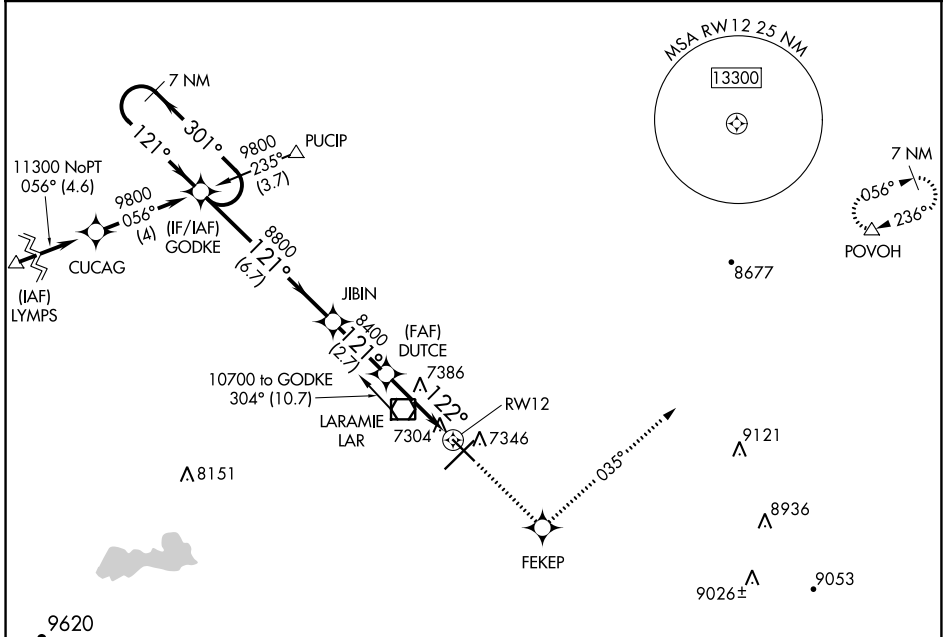 MSA RW12 25 NM
13300
7 NM
121°
301°
9800
235°
(3.7)
PUCIP
11300 NoPT
056° (4.6)
9800
056°
(4)
(IF/IAF)
GODKE
CUCAG
(IAF)
LYMPS
7 NM
056°
236°
POVOH
8677
8800
121°
(6.7)
JIBIN
8400
121°
(2.7)
(FAF)
DUTCE
10700 to GODKE
304° (10.7)
7386
122°
LARAMIE
LAR
RW12
7304
7346
8151
035°
9121
8936
FEKEP
9026±
9053
9620